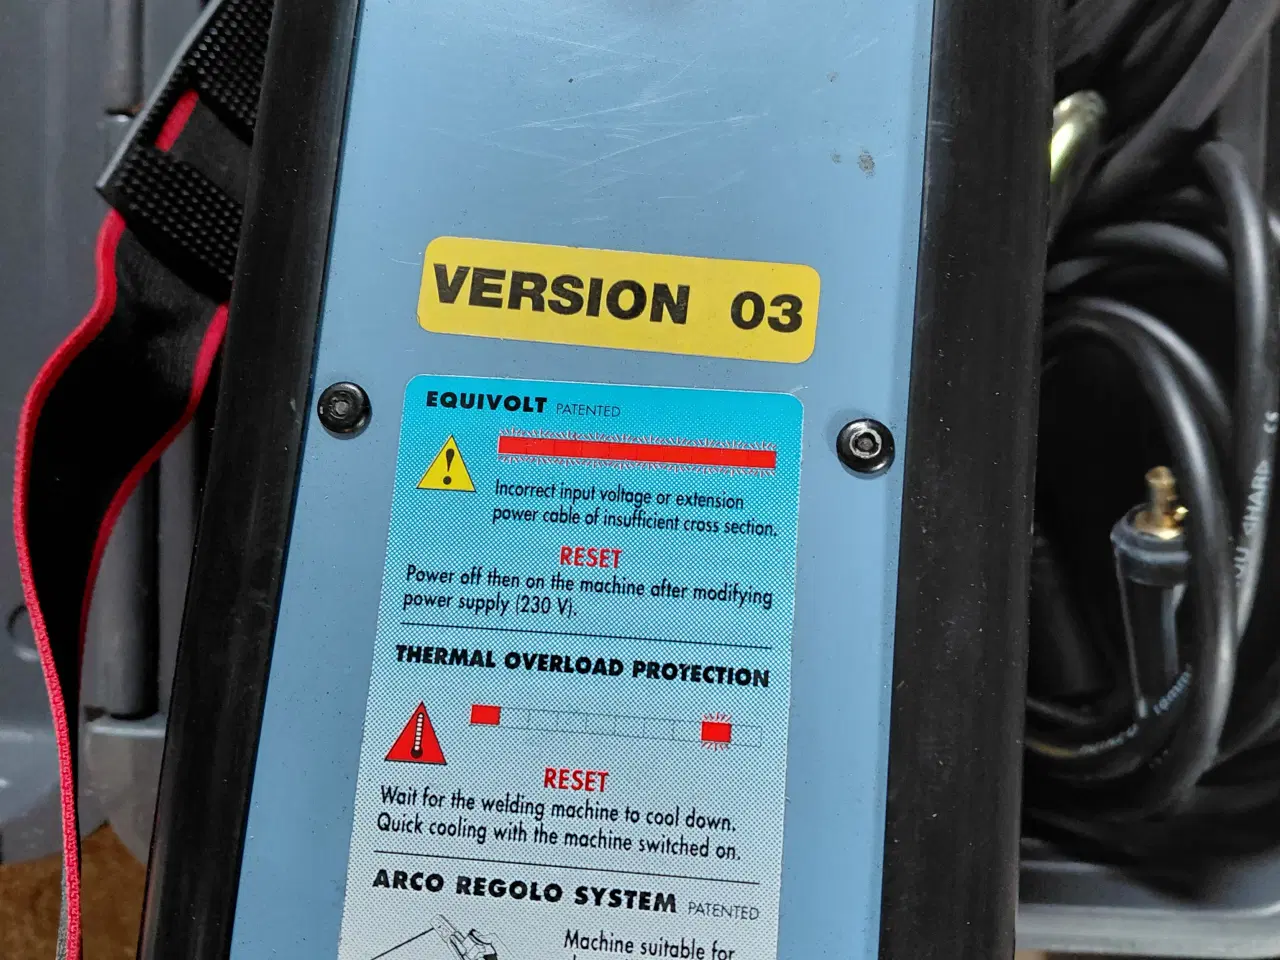 VERSION 03
EQUIVOLT PATENTED
Incorrect input voltage or extension
power cable of insufficient cross section.
RESET
Power off then on the machine after modifying
power supply (230 V).
THERMAL OVERLOAD PROTECTION
RESET
Wait for the welding machine to cool down.
Quick cooling with the machine switched on.
ARCO REGOLO SYSTEM PATENTED
Machine suitable for